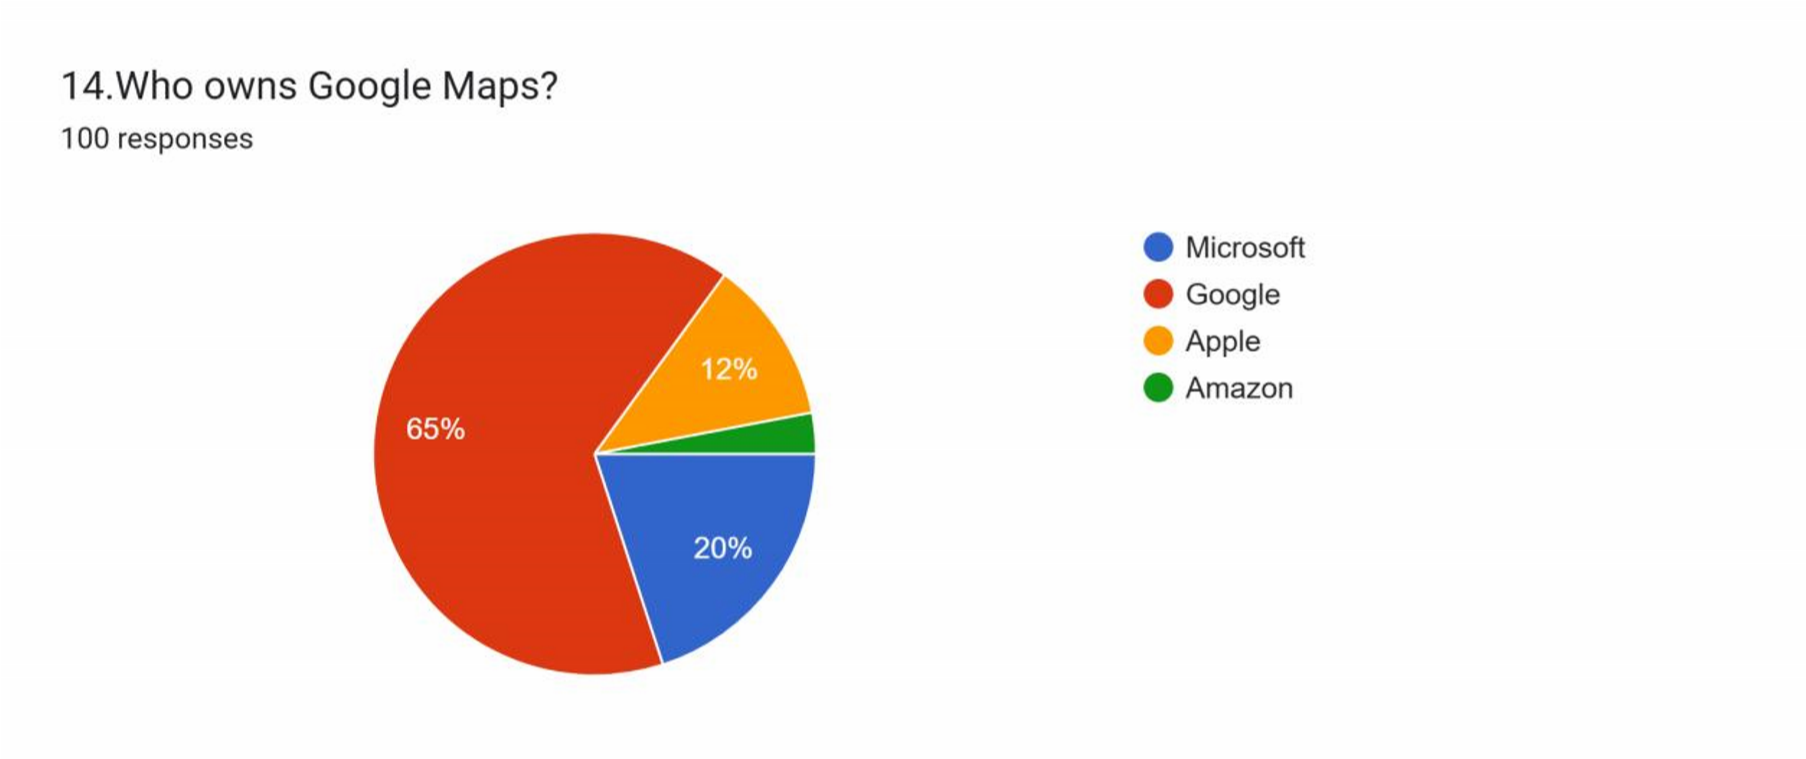 14.Who owns Google Maps?
100 responses
12%
65%
20%
Microsoft
Google
Apple
Amazon